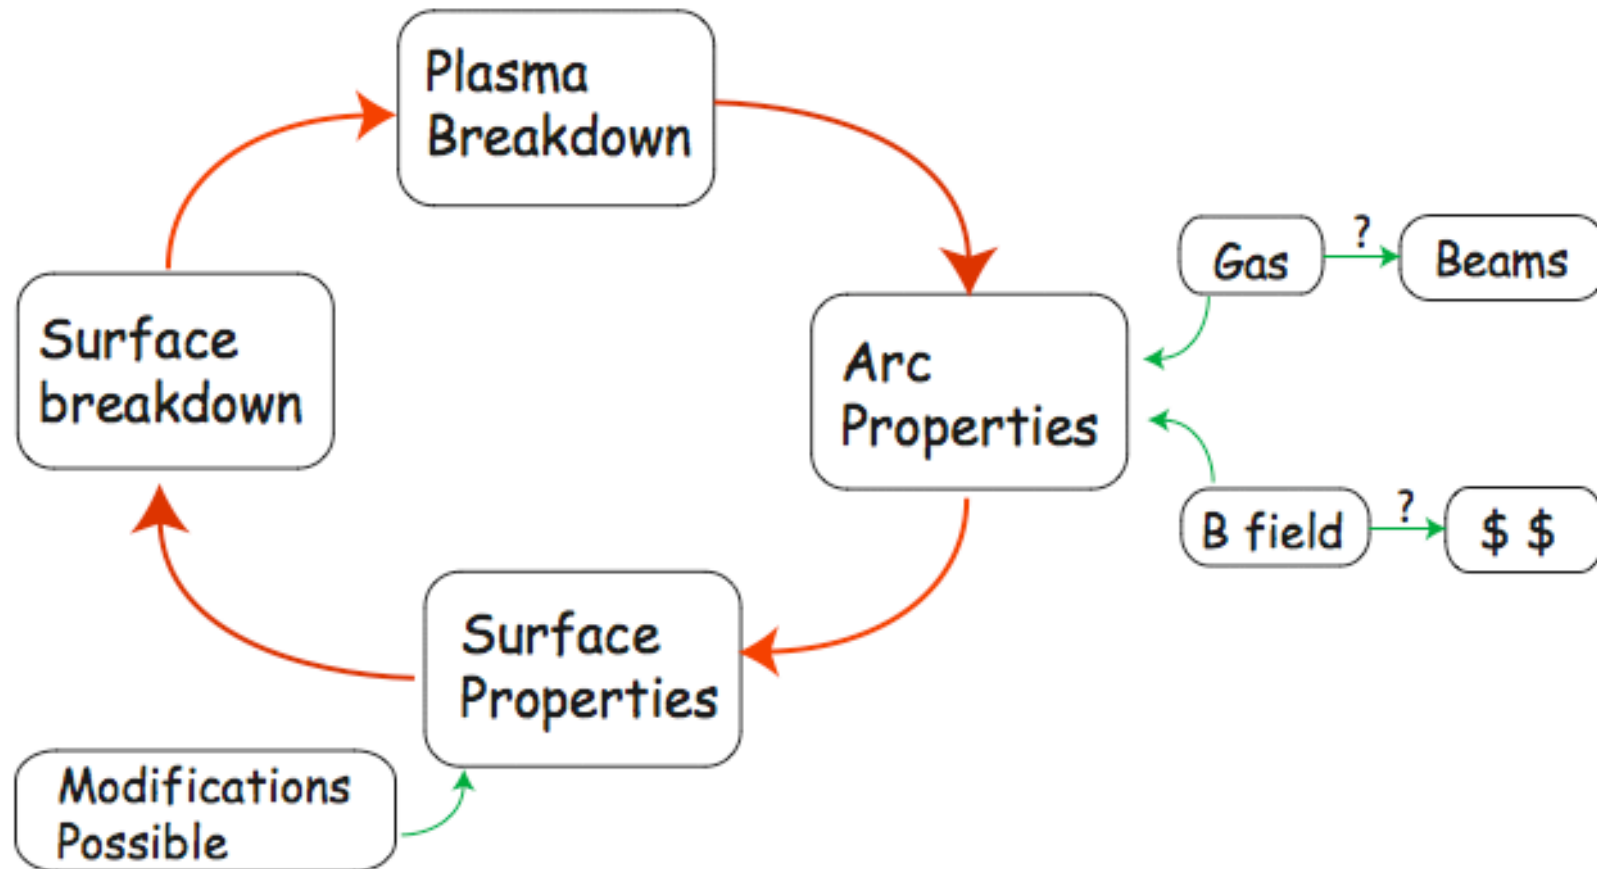 Plasma
Breakdown
Surface
breakdown
Arc
Properties
Gas
?
Beams
B field
?
$ $
Surface
Properties
Modifications
Possible